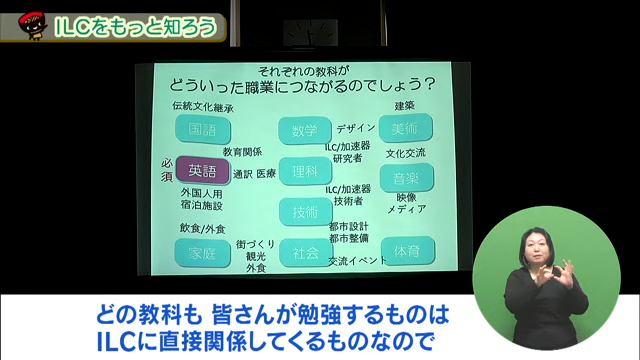 ILCをもっと知ろう
それぞれの教科が
どういった職業につながるのでしょう？
伝統文化継承
建築
国語
数学
デザイン
美術
教育関係
ILC/加速器
研究者
文化交流
必須
英語
通訳 医療
理科
音楽
外国人用
宿泊施設
ILC/加速器
技術者
映像
メディア
技術
飲食/外食
都市設計
都市整備
家庭
街づくり
観光
外食
社会
体育
交流イベント
どの教科も 皆さんが勉強するものは
ILCに直接関係してくるものなので